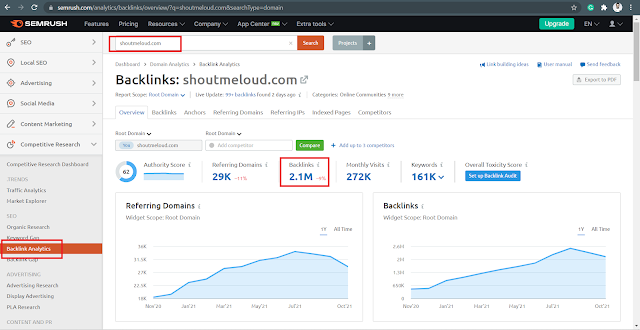 semrush.com/analytics/backlinks/overview/?q=shoutmeloud.com&searchType=domain
SEMRUSH
Features Pricing Resources Company App Center Extra tools
Upgrade EN
SEO
Local SEO
Advertising
Social Media
Content Marketing
Competitive Research
Competitive Research Dashboard
TRENDS
Traffic Analytics
Market Explorer
SEO
Organic Research
Keyword Gap
Backlink Analytics
Backlink Gap
ADVERTISING
Advertising Research
Display Advertising
PLA Research
CONTENT AND PR
shoutmeloud.com × Search Projects +
Dashboard > Domain Analytics > Backlink Analytics
Link building ideas User manual Send feedback
Backlinks: shoutmeloud.com
Export to PDF
Report Scope: Root Domain | Live Update: 99+ backlinks found 2 days ago | Categories: Online Communities 9 more
Overview Backlinks Anchors Referring Domains Referring IPs Indexed Pages Competitors
Root Domain Root Domain
You shoutmeloud.com Add competitor Compare + Add up to 3 competitors
62
Authority Score
Referring Domains
29K -11%
Backlinks
2.1M -9%
Monthly Visits
272K
Keywords
161K
Overall Toxicity Score
Set up Backlink Audit
Referring Domains
Widget Scope: Root Domain
1Y All Time
22.5K
18K
Nov'20 Jan'21 Mar'21 May'21 Jul'21 Oct'21
Backlinks
Widget Scope: Root Domain
1Y All Time
2.6M
2M
1.3M
650K
Nov'20 Jan'21 Mar'21 May'21 Jul'21 Oct'21